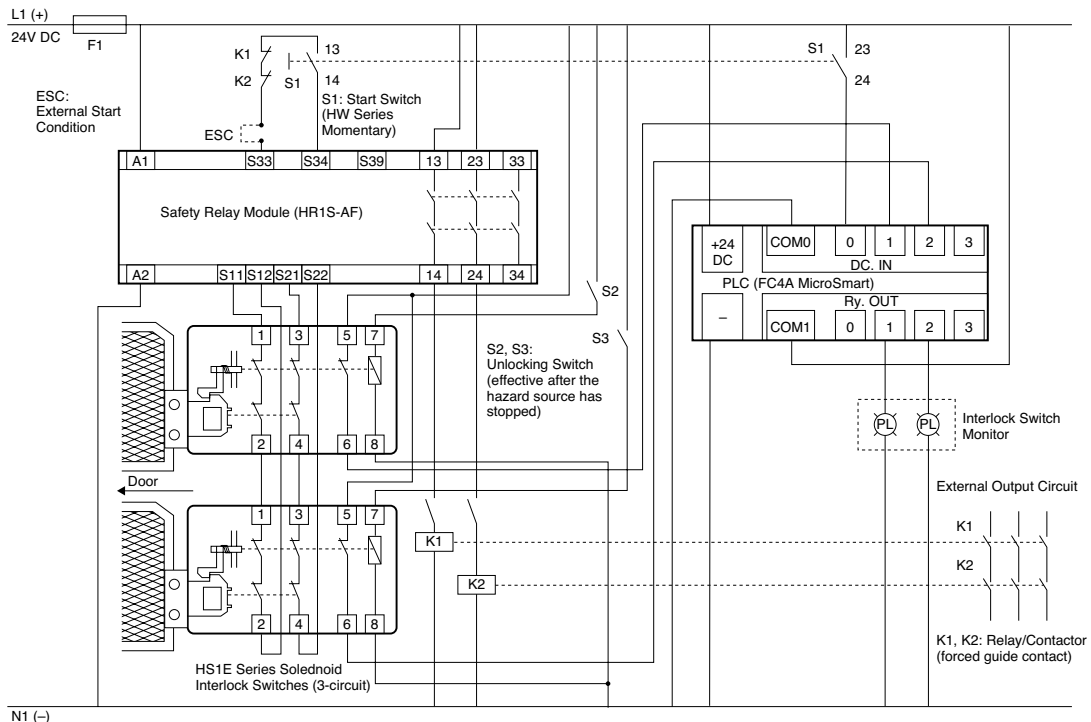 L1 (+)
24V DC
F1
K1
K2
13
14
S1
S1
23
24
ESC:
External Start
Condition
ESC
S1: Start Switch
(HW Series
Momentary)
A1 S33 S34 S39 13 23 33
Safety Relay Module (HR1S-AF)
A2 S11 S12 S21 S22 14 24 34
+24
DC
COM0 0 1 2 3
DC. IN
PLC (FC4A MicroSmart)
Ry. OUT
–
COM1 0 1 2 3
1 3 5 7
2 4 6 8
S2
S3
S2, S3:
Unlocking Switch
(effective after the
hazard source has
stopped)
PL PL
Interlock Switch
Monitor
Door
1 3 5 7
2 4 6 8
K1
K2
External Output Circuit
K1
K2
K1, K2: Relay/Contactor
(forced guide contact)
HS1E Series Solednoid
Interlock Switches (3-circuit)
N1 (–)